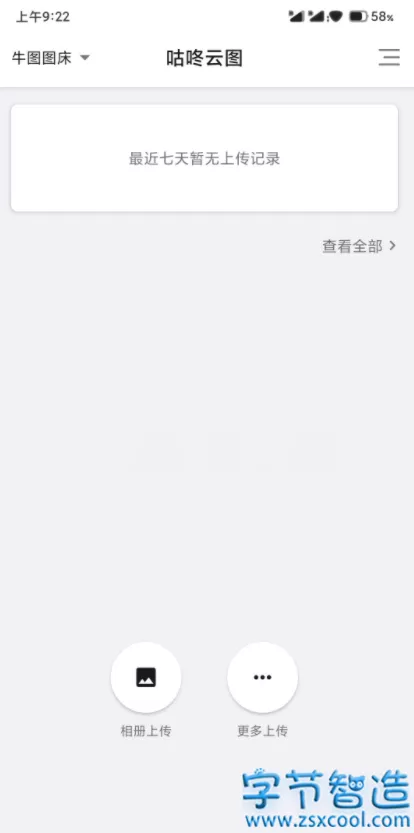 上午9:22
58%
牛图图床
咕咚云图
最近七天暂无上传记录
查看全部
相册上传
更多上传
字节智造
www.zsxcool.com